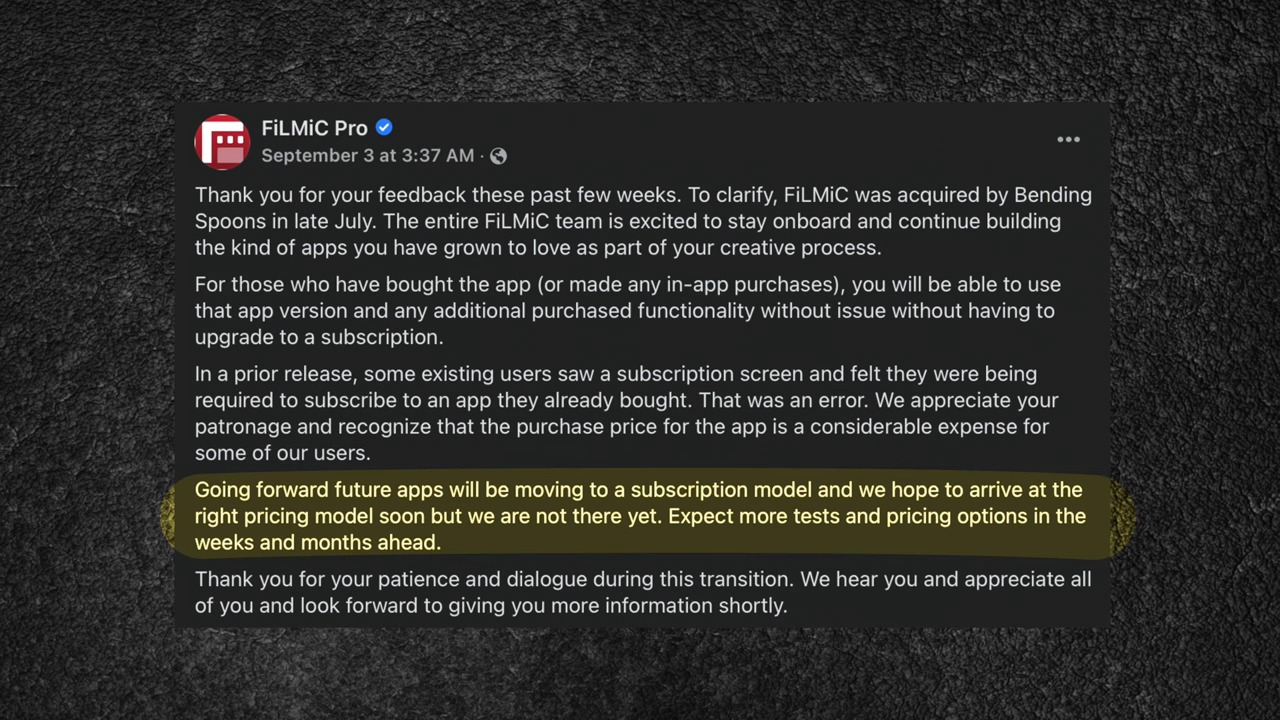 FiLMiC Pro
September 3 at 3:37 AM ·
Thank you for your feedback these past few weeks. To clarify, FiLMiC was acquired by Bending
Spoons in late July. The entire FiLMiC team is excited to stay onboard and continue building
the kind of apps you have grown to love as part of your creative process.
For those who have bought the app (or made any in-app purchases), you will be able to use
that app version and any additional purchased functionality without issue without having to
upgrade to a subscription.
In a prior release, some existing users saw a subscription screen and felt they were being
required to subscribe to an app they already bought. That was an error. We appreciate your
patronage and recognize that the purchase price for the app is a considerable expense for
some of our users.
Going forward future apps will be moving to a subscription model and we hope to arrive at the
right pricing model soon but we are not there yet. Expect more tests and pricing options in the
weeks and months ahead.
Thank you for your patience and dialogue during this transition. We hear you and appreciate all
of you and look forward to giving you more information shortly.